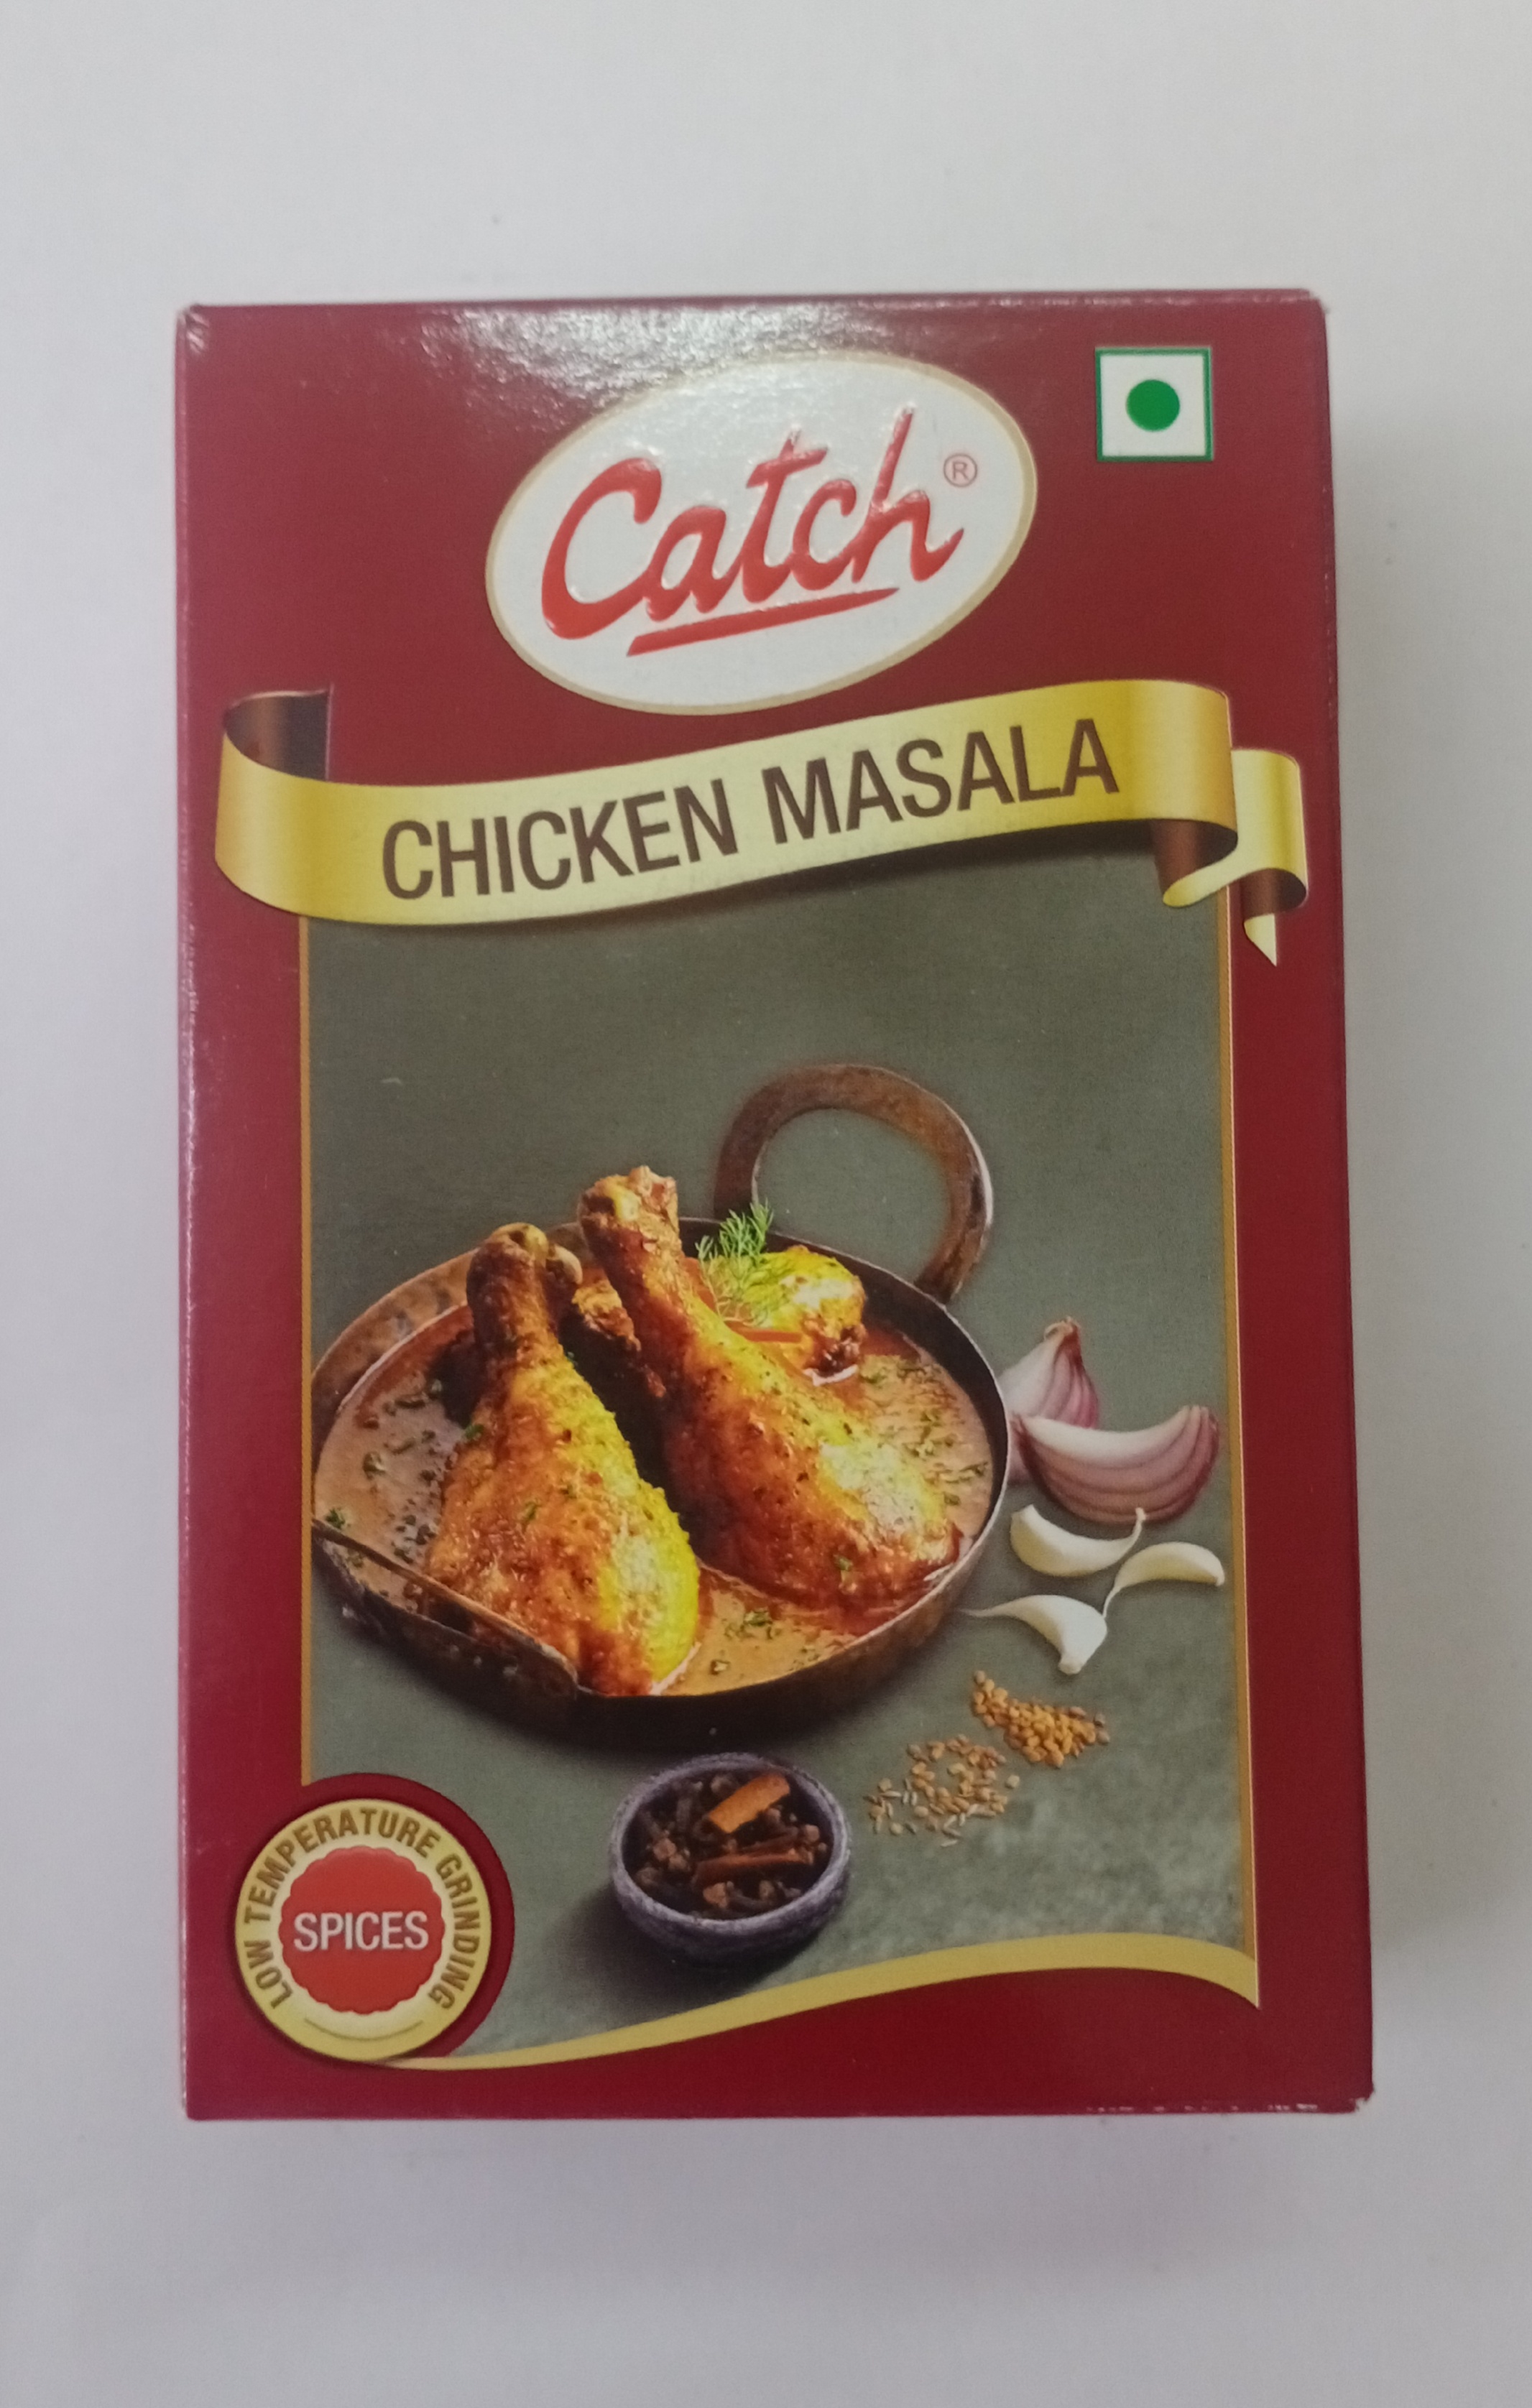 Catch®
CHICKEN MASALA
LOW TEMPERATURE GRINDING
SPICES